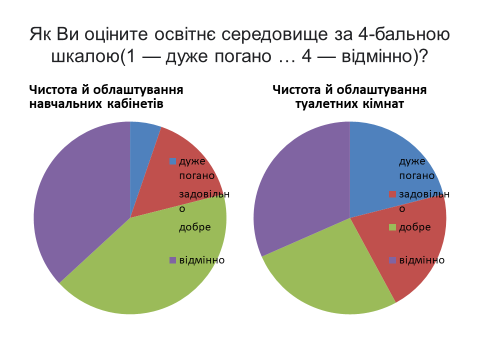 Як Ви оціните освітнє середовище за 4-бальною
шкалою(1 — дуже погано … 4 — відмінно)?
Чистота й облаштування
навчальних кабінетів
дуже
погано
задовільн
о
добре
відмінно
Чистота й облаштування
туалетних кімнат
дуже
погано
задовільн
о
добре
відмінно